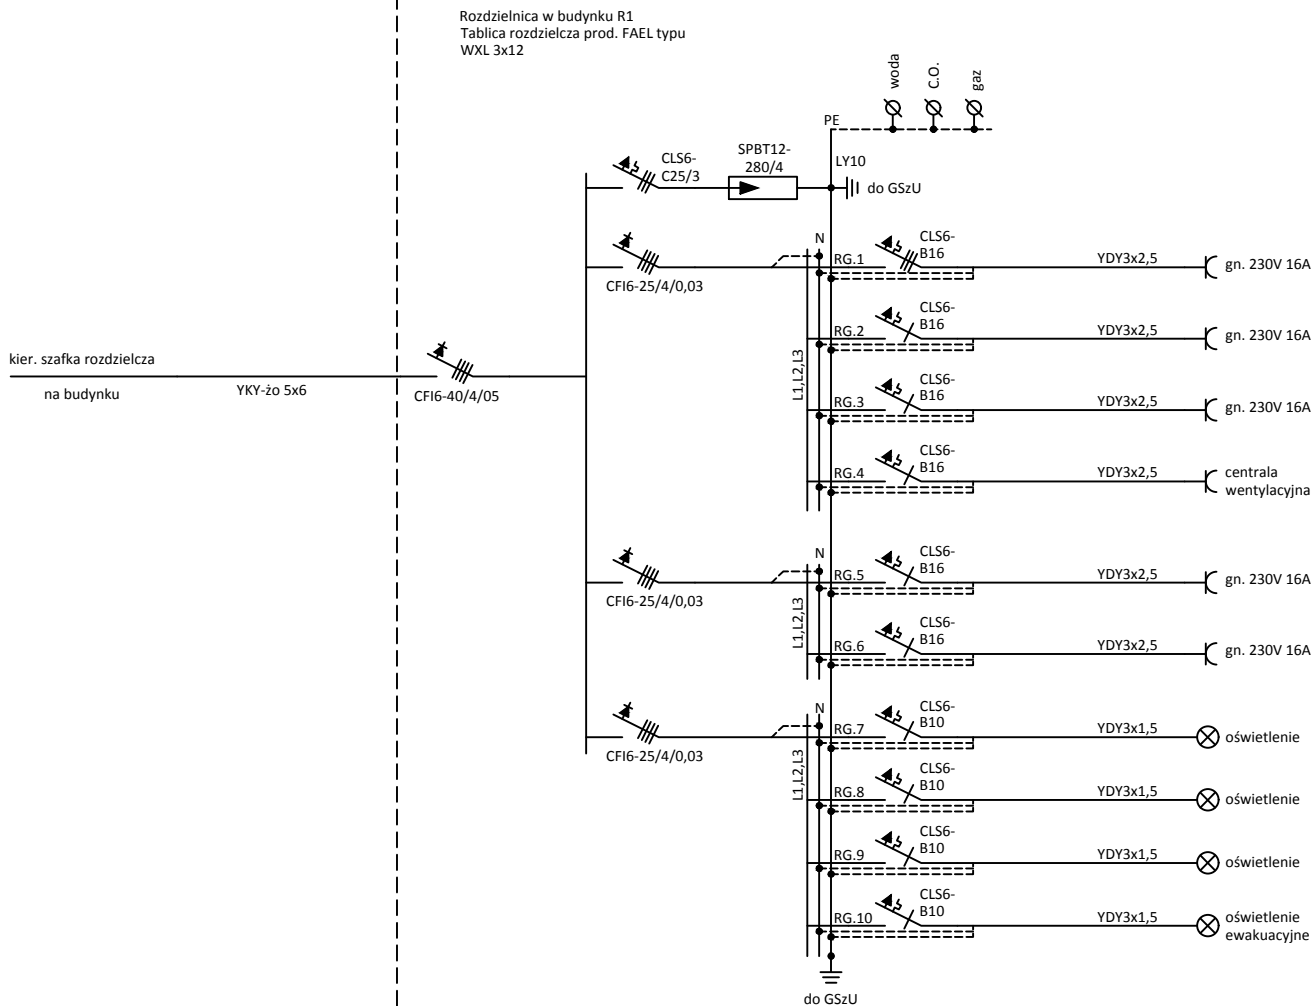 Rozdzielnica w budynku R1
Tablica rozdzielcza prod. FAEL typu
WXL 3x12
woda
C.O.
gaz
PE
CLS6-
C25/3
SPBT12-
280/4
LY10
do GSzU
CFI6-25/4/0,03
N
L1,L2,L3
RG.1
CLS6-
B16
YDY3x2,5
gn. 230V 16A
RG.2
CLS6-
B16
YDY3x2,5
gn. 230V 16A
kier. szafka rozdzielcza
na budynku
YKY-żo 5x6
CFI6-40/4/05
RG.3
CLS6-
B16
YDY3x2,5
gn. 230V 16A
RG.4
CLS6-
B16
YDY3x2,5
centrala
wentylacyjna
CFI6-25/4/0,03
N
L1,L2,L3
RG.5
CLS6-
B16
YDY3x2,5
gn. 230V 16A
RG.6
CLS6-
B16
YDY3x2,5
gn. 230V 16A
CFI6-25/4/0,03
N
L1,L2,L3
RG.7
CLS6-
B10
YDY3x1,5
oświetlenie
RG.8
CLS6-
B10
YDY3x1,5
oświetlenie
RG.9
CLS6-
B10
YDY3x1,5
oświetlenie
RG.10
CLS6-
B10
YDY3x1,5
oświetlenie
ewakuacyjne
do GSzU